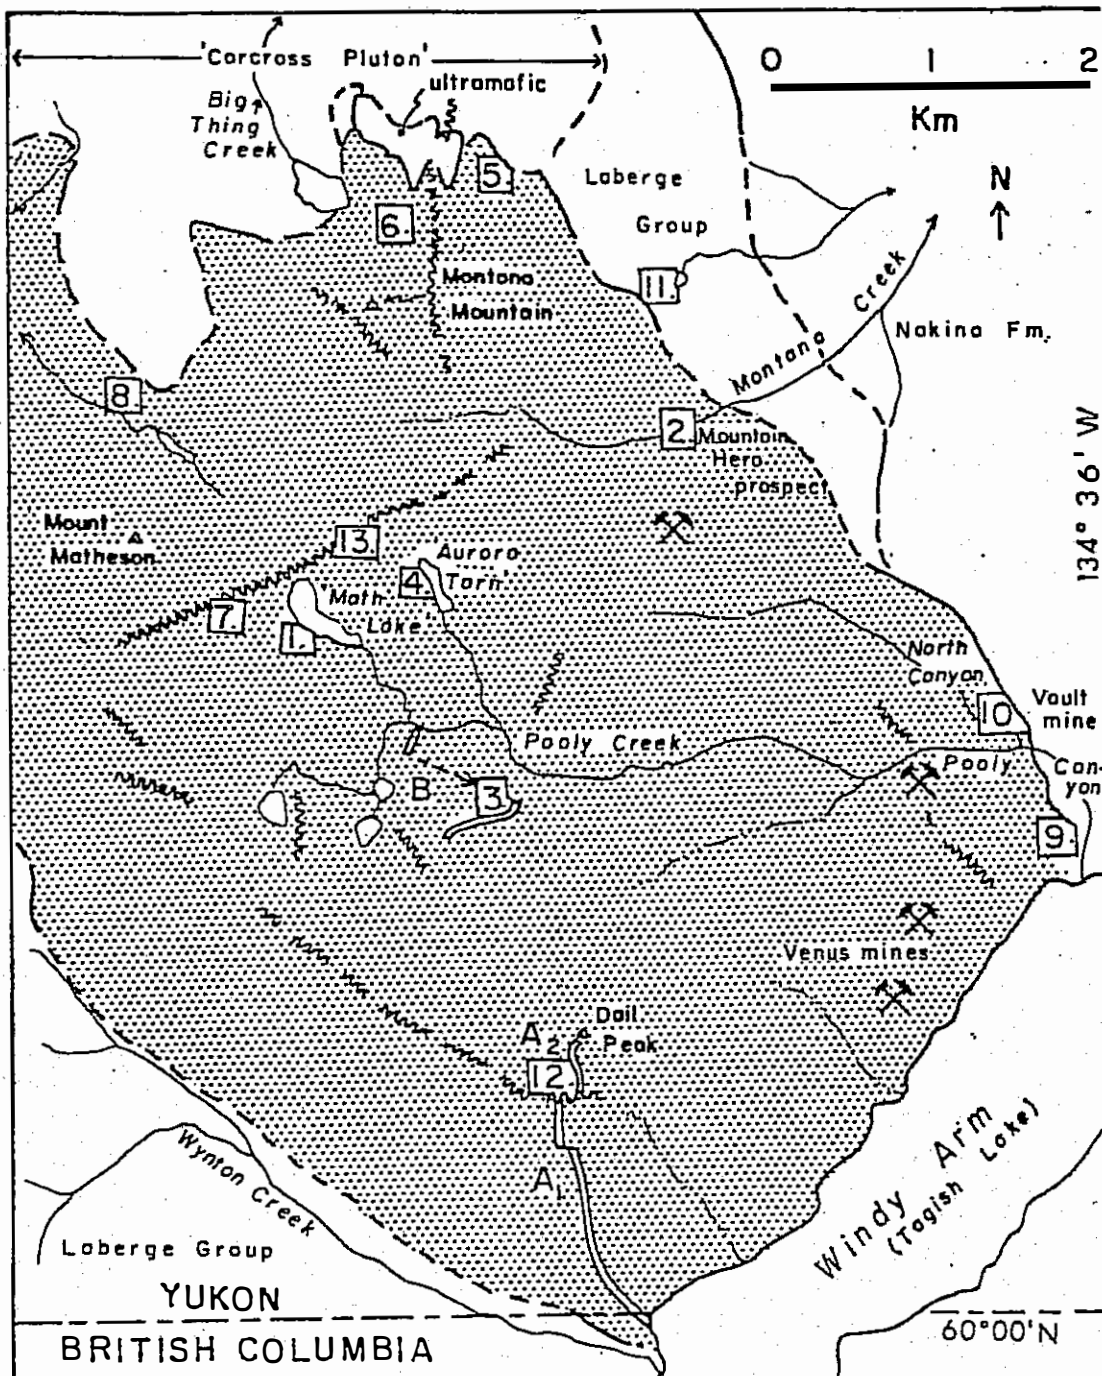 'Carcross Pluton'
0 1 2
Km
ultramafic
Big
Thing
Creek
5
Laberge
Group
N
6
11.
Montana
Mountain
Montana Creek
Nakina Fm.
8
2.
Mountain
Hero
prospect
134° 36' W
Mount
Matheson
13.
Aurora
Tarn'
4
'Math
Lake'
7.
1.
North
Canyon
10
Vault
mine
Pooly Creek
Pooly
Can-
yon
B
3
9.
Venus mines
Dail
Peak
A2
12
A1
Windy Arm
(Tagish Lake)
Wynton Creek
Laberge Group
YUKON
60°00'N
BRITISH COLUMBIA